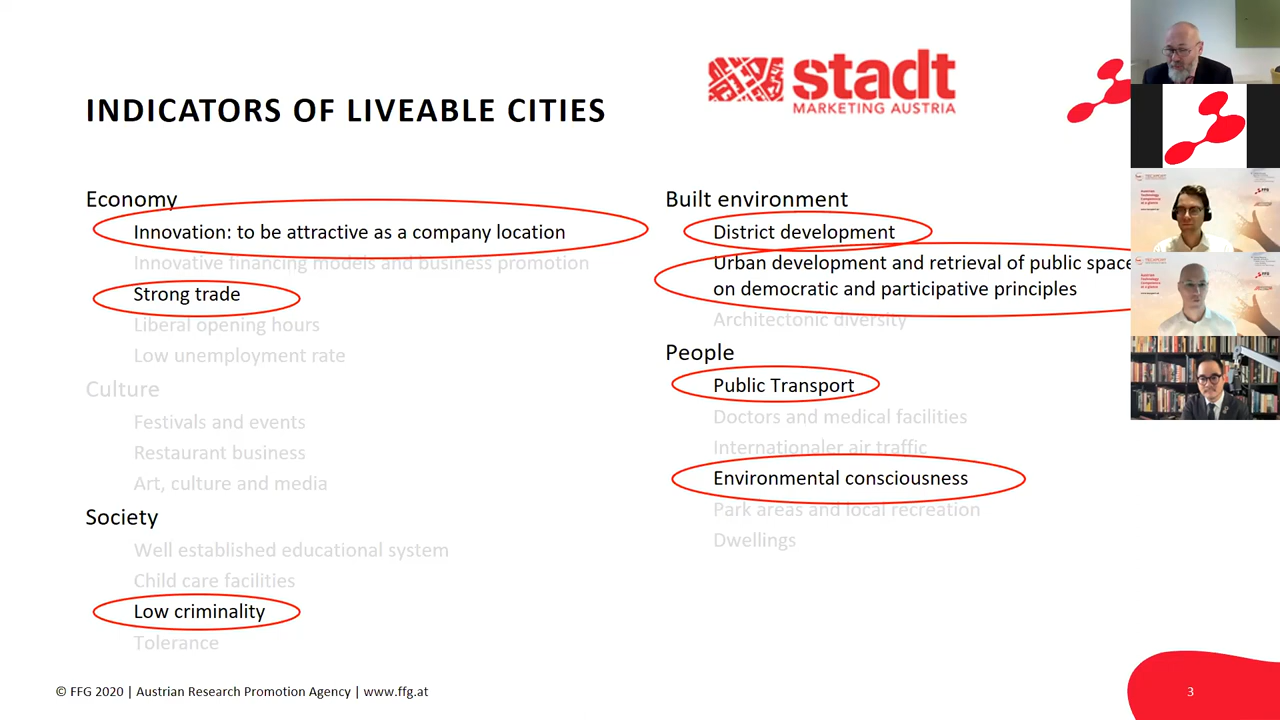 stadt
MARKETING AUSTRIA
INDICATORS OF LIVEABLE CITIES
Economy
Innovation: to be attractive as a company location
Innovative financing models and business promotion
Strong trade
Liberal opening hours
Low unemployment rate
Culture
Festivals and events
Restaurant business
Art, culture and media
Society
Well established educational system
Child care facilities
Low criminality
Tolerance
Built environment
District development
Urban development and retrieval of public space
on democratic and participative principles
Architectonic diversity
People
Public Transport
Doctors and medical facilities
Internationaler air traffic
Environmental consciousness
Park areas and local recreation
Dwellings
© FFG 2020 | Austrian Research Promotion Agency | www.ffg.at
3